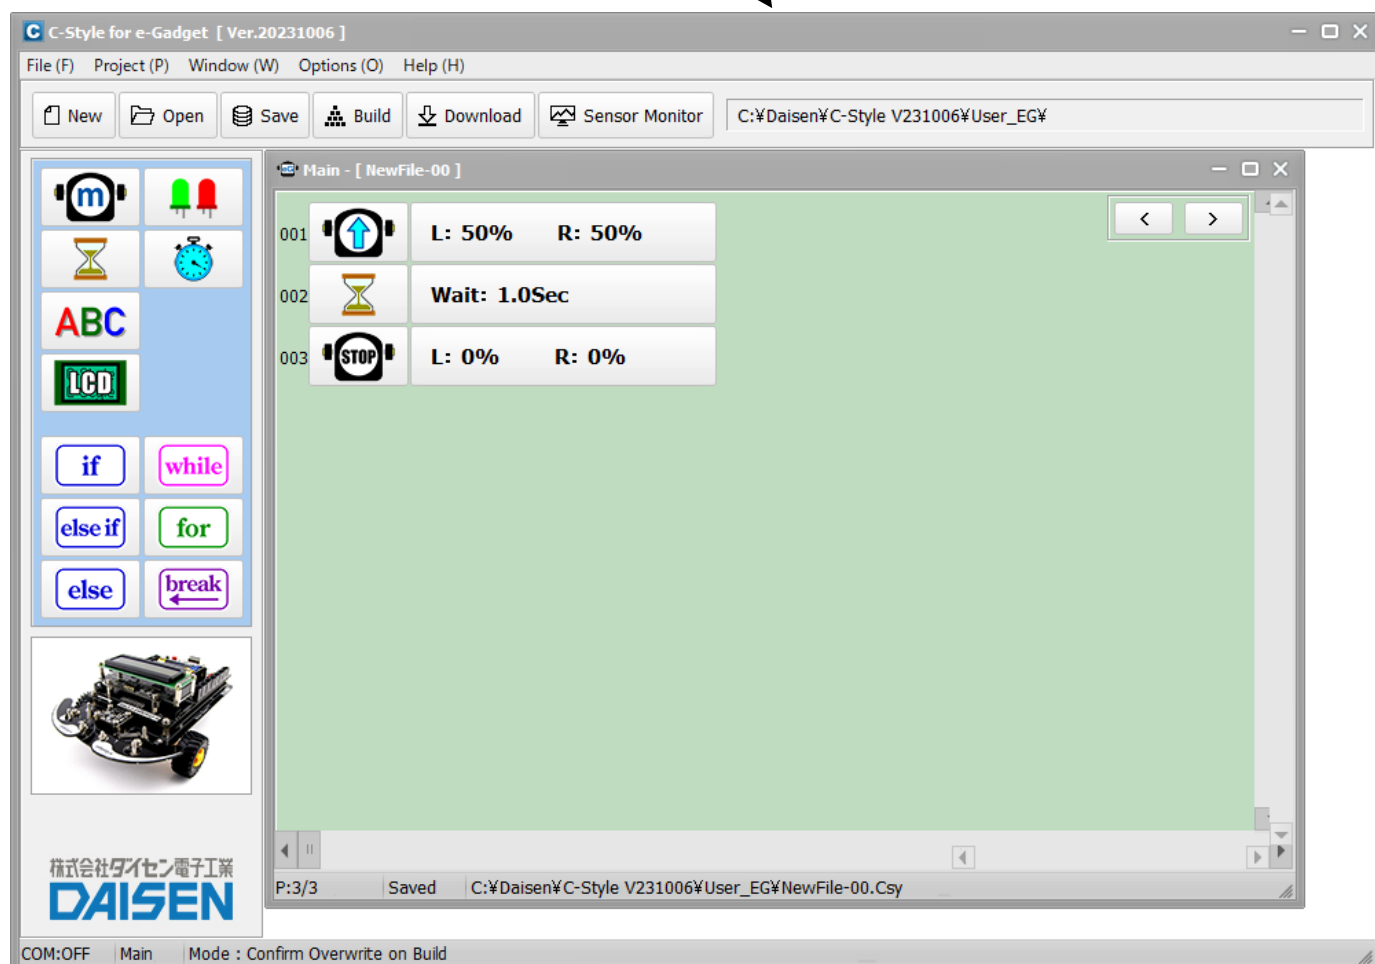 C C-Style for e-Gadget [ Ver.20231006 ]
File (F) Project (P) Window (W) Options (O) Help (H)
New Open Save Build Download Sensor Monitor C:¥Daisen¥C-Style V231006¥User_EG¥
m
ABC
LCD
if while
else if for
else break
株式会社ダイセン電子工業
DAISEN
Main - [ NewFile-00 ]
< >
001 L: 50% R: 50%
002 Wait: 1.0Sec
003 STOP L: 0% R: 0%
P:3/3 Saved C:¥Daisen¥C-Style V231006¥User_EG¥NewFile-00.Csy
COM:OFF Main Mode : Confirm Overwrite on Build